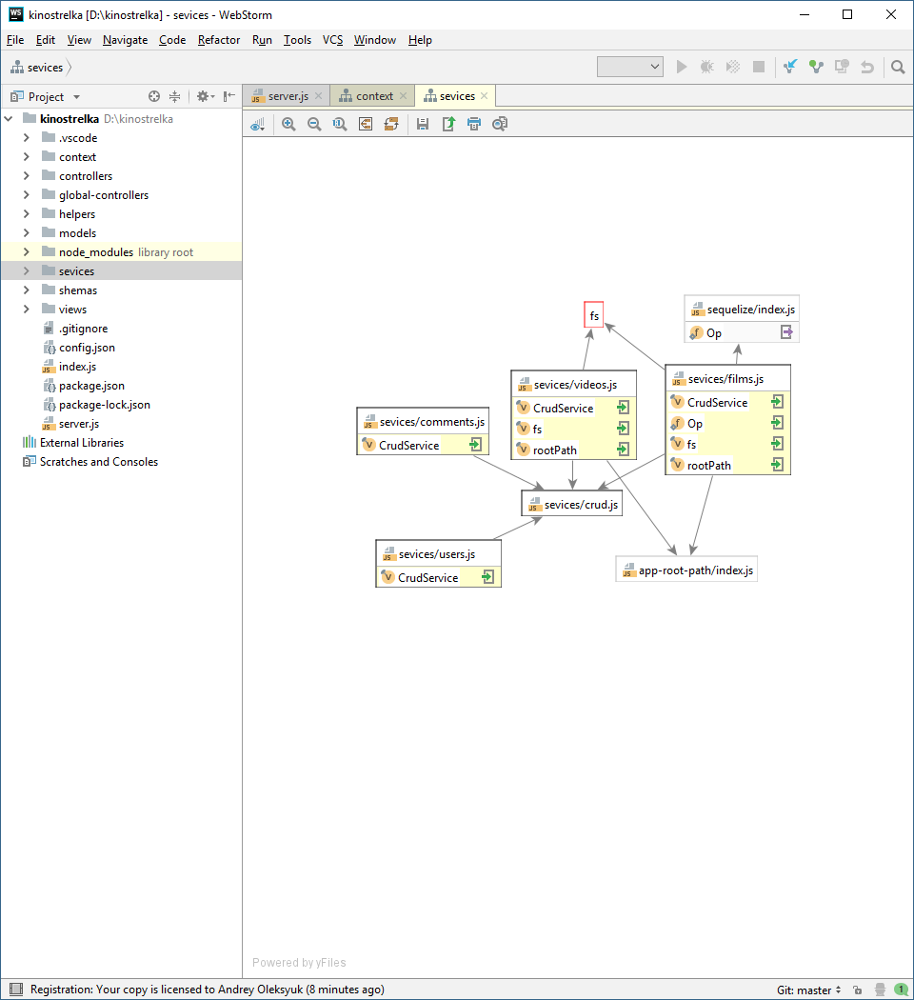 WS kinostrelka [D:\kinostrelka] - sevices - WebStorm
File Edit View Navigate Code Refactor Run Tools VCS Window Help
sevices
Project
server.js
context
sevices
kinostrelka D:\kinostrelka
.vscode
context
controllers
global-controllers
helpers
models
node_modules library root
sevices
shemas
views
.gitignore
config.json
index.js
package.json
package-lock.json
server.js
External Libraries
Scratches and Consoles
fs
sequelize/index.js
Op
sevices/videos.js
CrudService
fs
rootPath
sevices/films.js
CrudService
Op
fs
rootPath
sevices/comments.js
CrudService
sevices/crud.js
sevices/users.js
CrudService
app-root-path/index.js
Powered by yFiles
Registration: Your copy is licensed to Andrey Oleksyuk (8 minutes ago)
Git: master
1